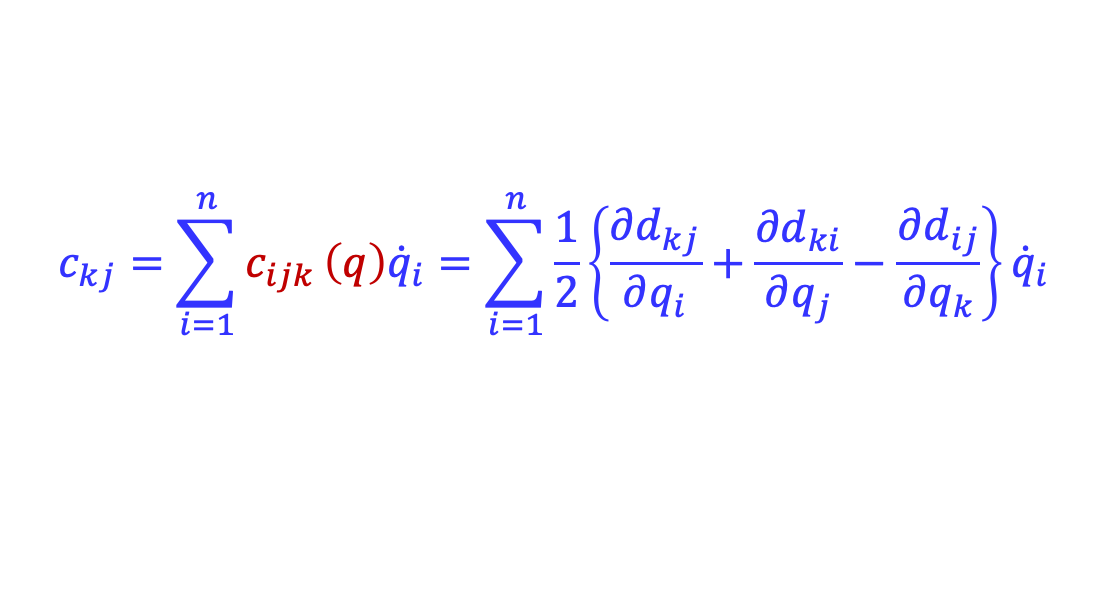 $c_{kj} = \sum_{i=1}^{n} c_{ijk}(q)\dot{q}_i = \sum_{i=1}^{n} \frac{1}{2} \left\{ \frac{\partial d_{kj}}{\partial q_i} + \frac{\partial d_{ki}}{\partial q_j} - \frac{\partial d_{ij}}{\partial q_k} \right\} \dot{q}_i$